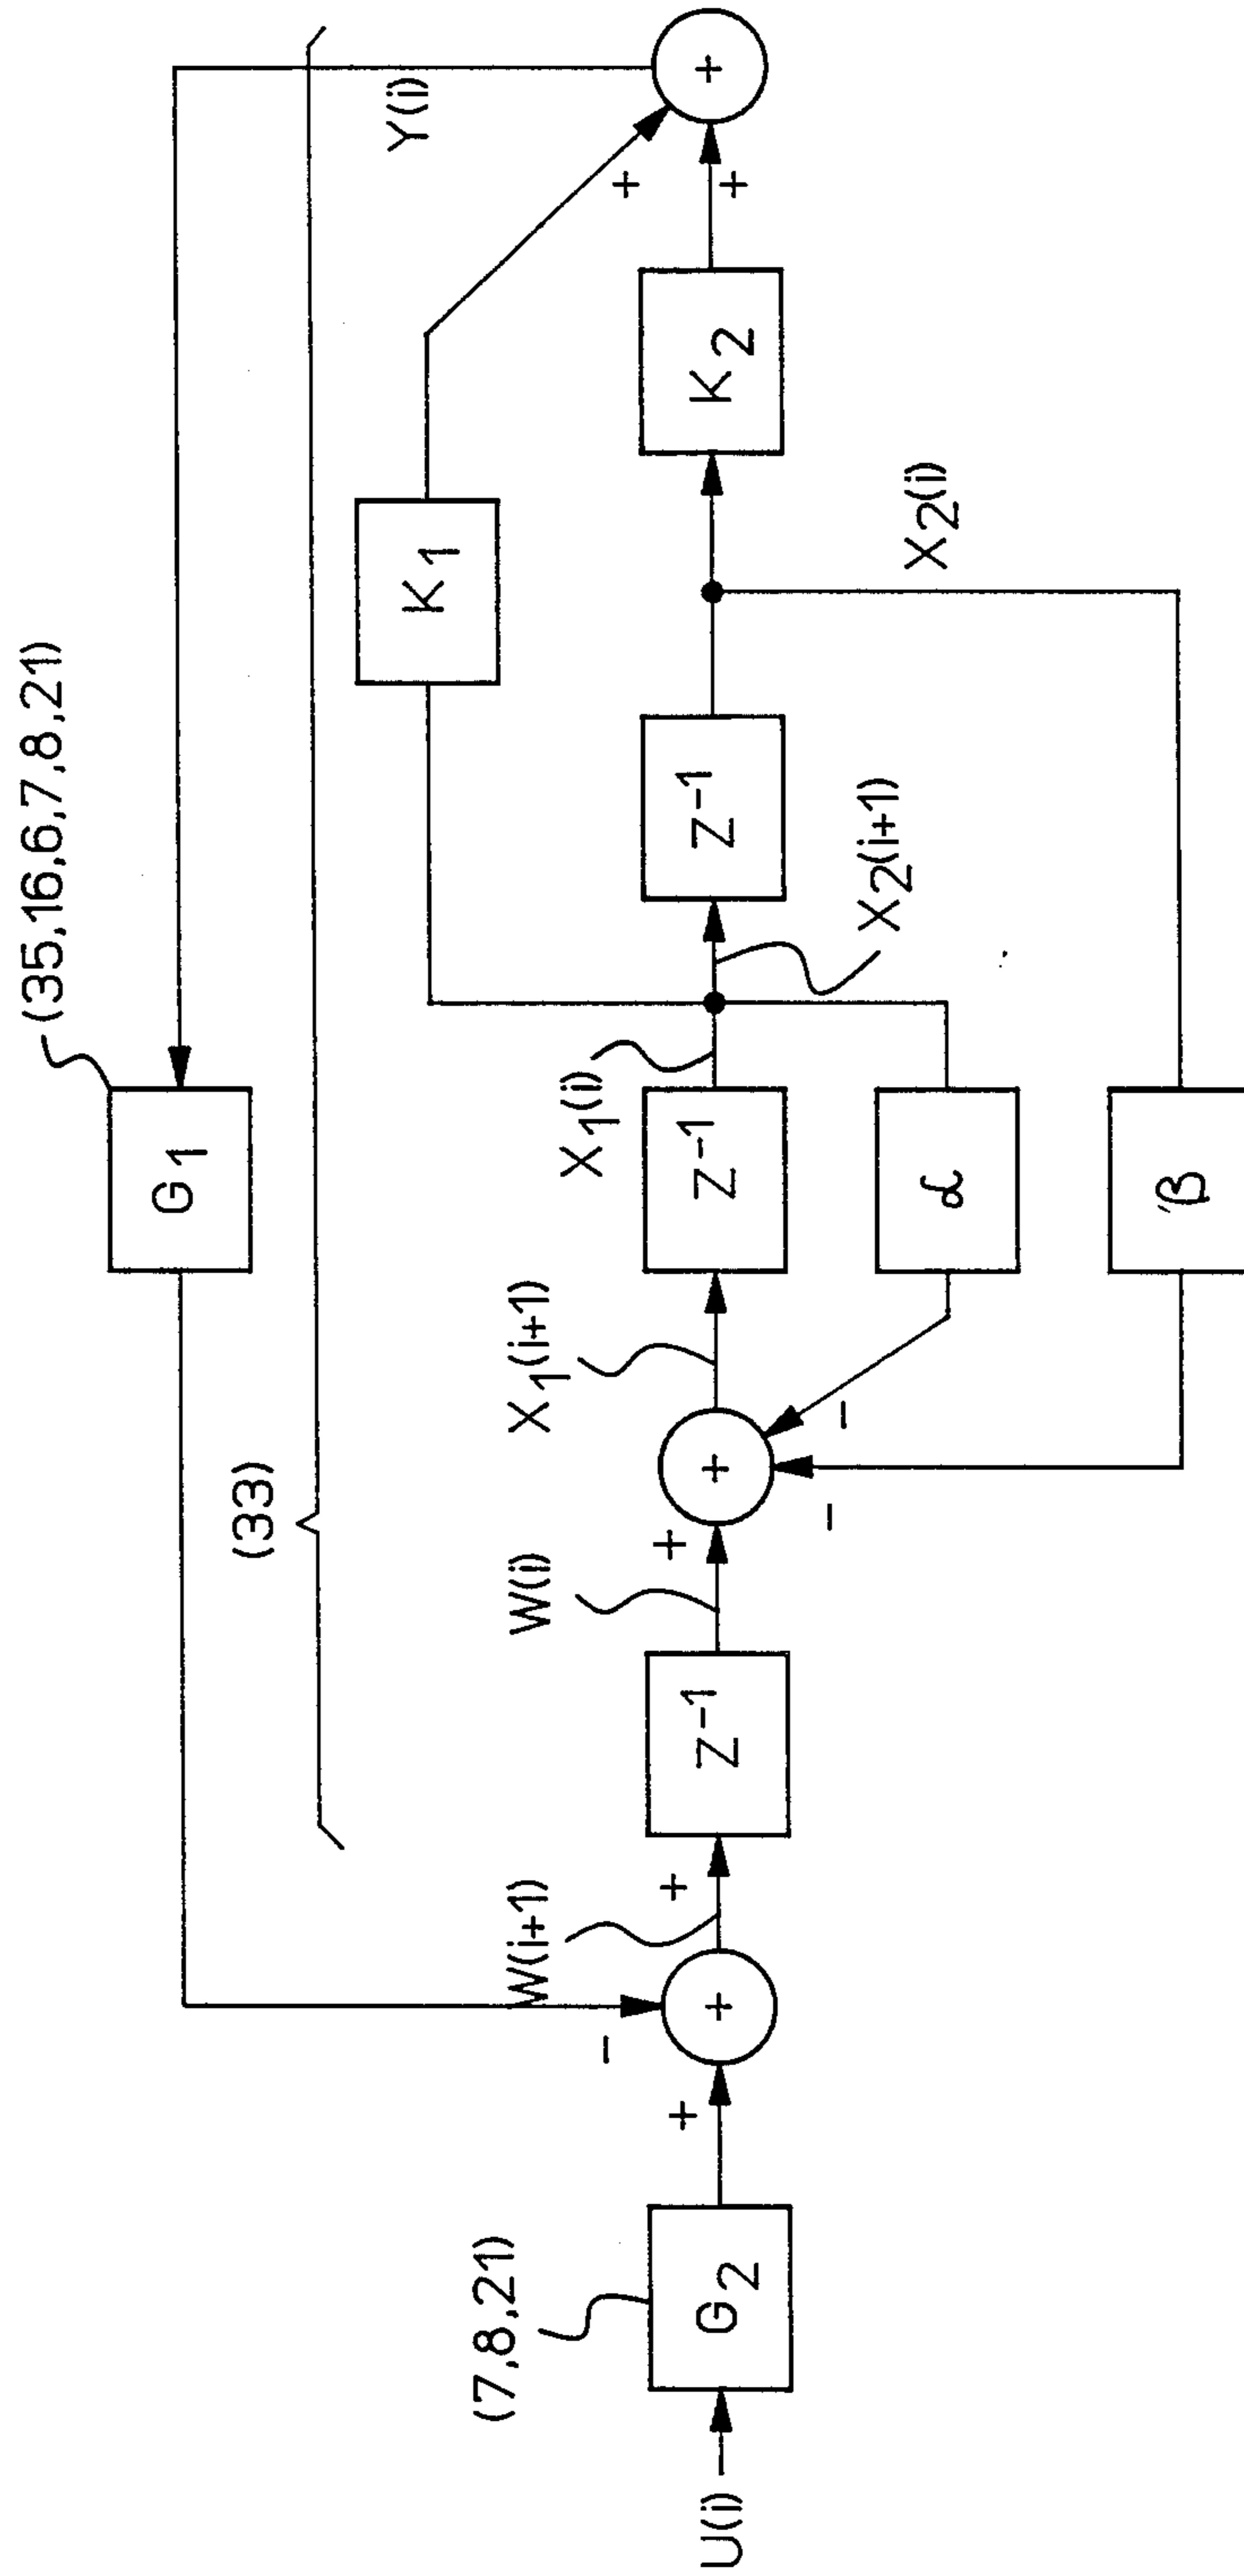 (35,16,6,7,8,21)
G1
(33)
K1
Y(i)
+
+
+
(7,8,21)
U(i)
G2
+
-
+
W(i+1)
+
Z-1
W(i)
+
+
-
-
X1(i+1)
Z-1
X1(i)
X2(i+1)
Z-1
X2(i)
K2
α
β